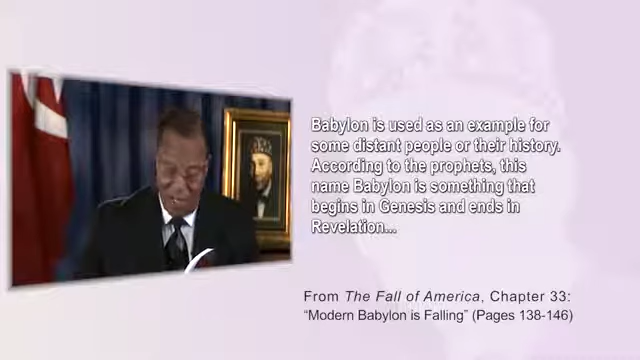 Babylon is used as an example for
some distant people or their history.
According to the prophets, this
name Babylon is something that
begins in Genesis and ends in
Revelation...
From The Fall of America, Chapter 33:
“Modern Babylon is Falling” (Pages 138-146)